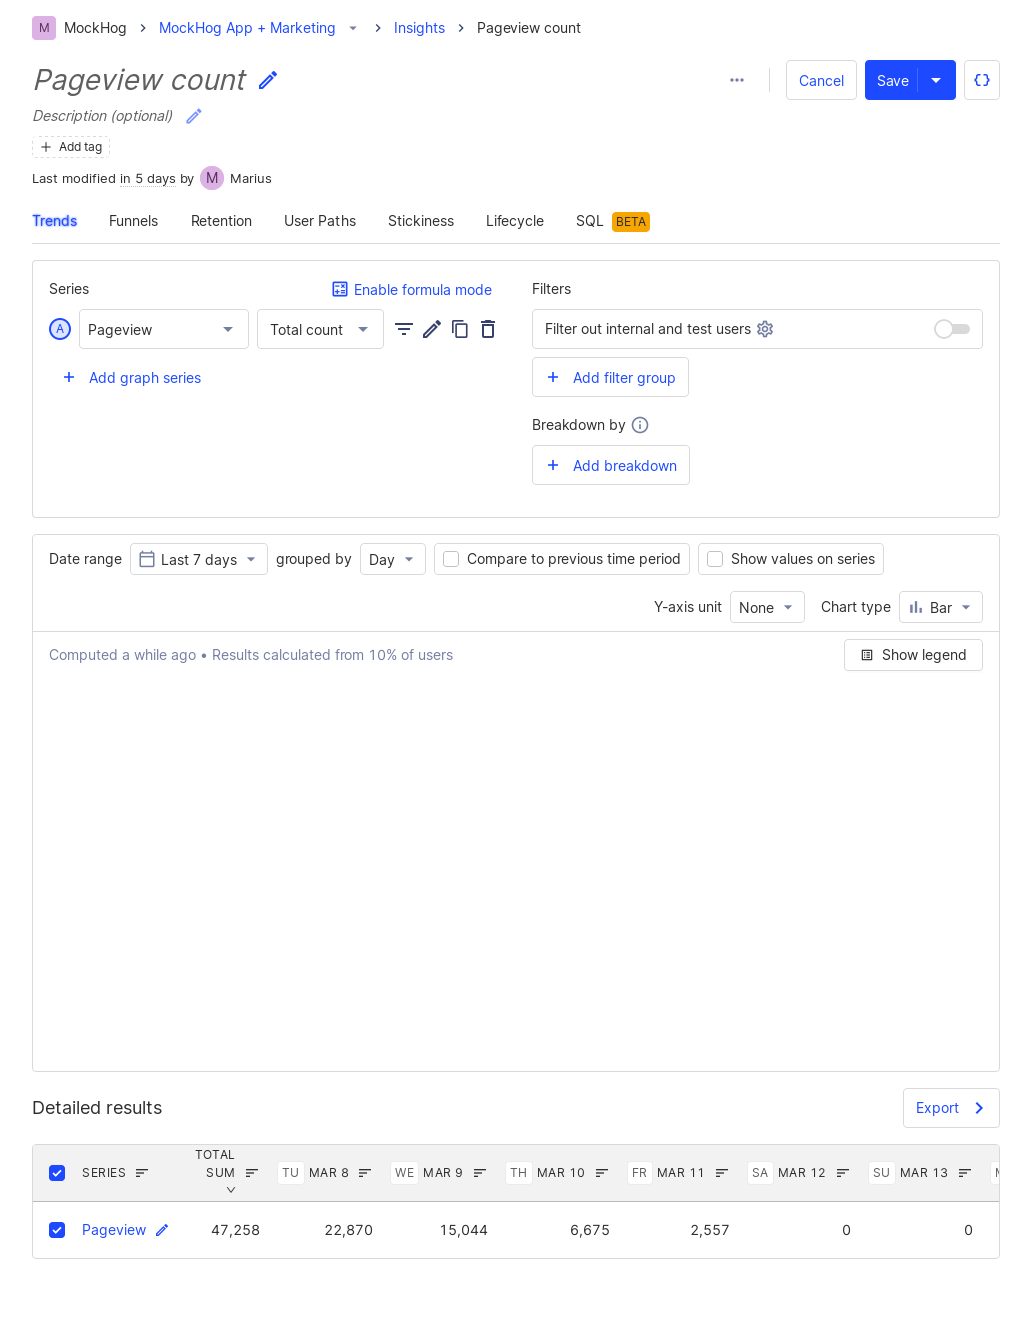 M MockHog > MockHog App + Marketing > Insights > Pageview count
Pageview count
Cancel Save
Description (optional)
Add tag
Last modified in 5 days by M Marius
Trends Funnels Retention User Paths Stickiness Lifecycle SQL BETA
Series Enable formula mode
A Pageview Total count
Add graph series
Filters
Filter out internal and test users
Add filter group
Breakdown by
Add breakdown
Date range Last 7 days grouped by Day Compare to previous time period Show values on series
Y-axis unit None Chart type Bar
Computed a while ago • Results calculated from 10% of users
Show legend
Detailed results
Export
SERIES TOTAL SUM TU MAR 8 WE MAR 9 TH MAR 10 FR MAR 11 SA MAR 12 SU MAR 13
Pageview 47,258 22,870 15,044 6,675 2,557 0 0